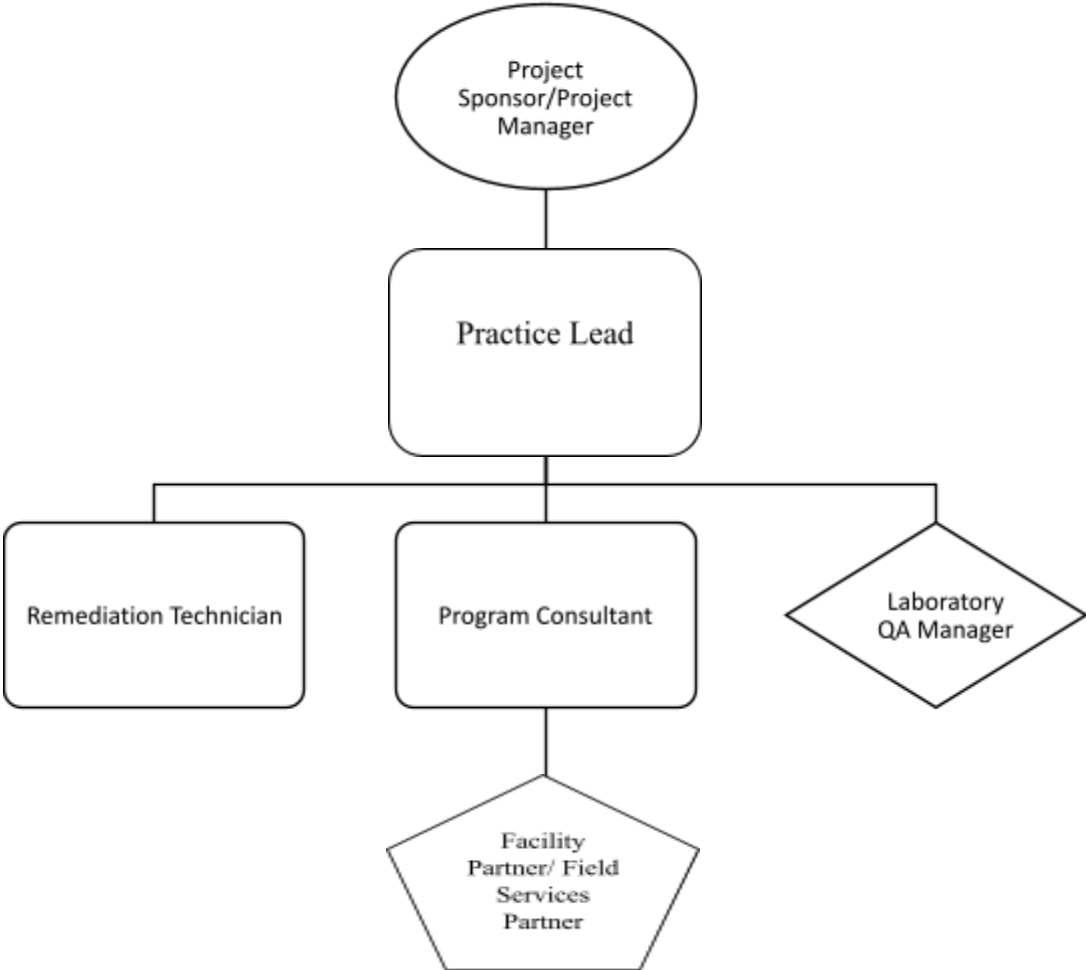 Project
Sponsor/Project
Manager
Practice Lead
Remediation Technician
Program Consultant
Laboratory
QA Manager
Facility
Partner/ Field
Services
Partner